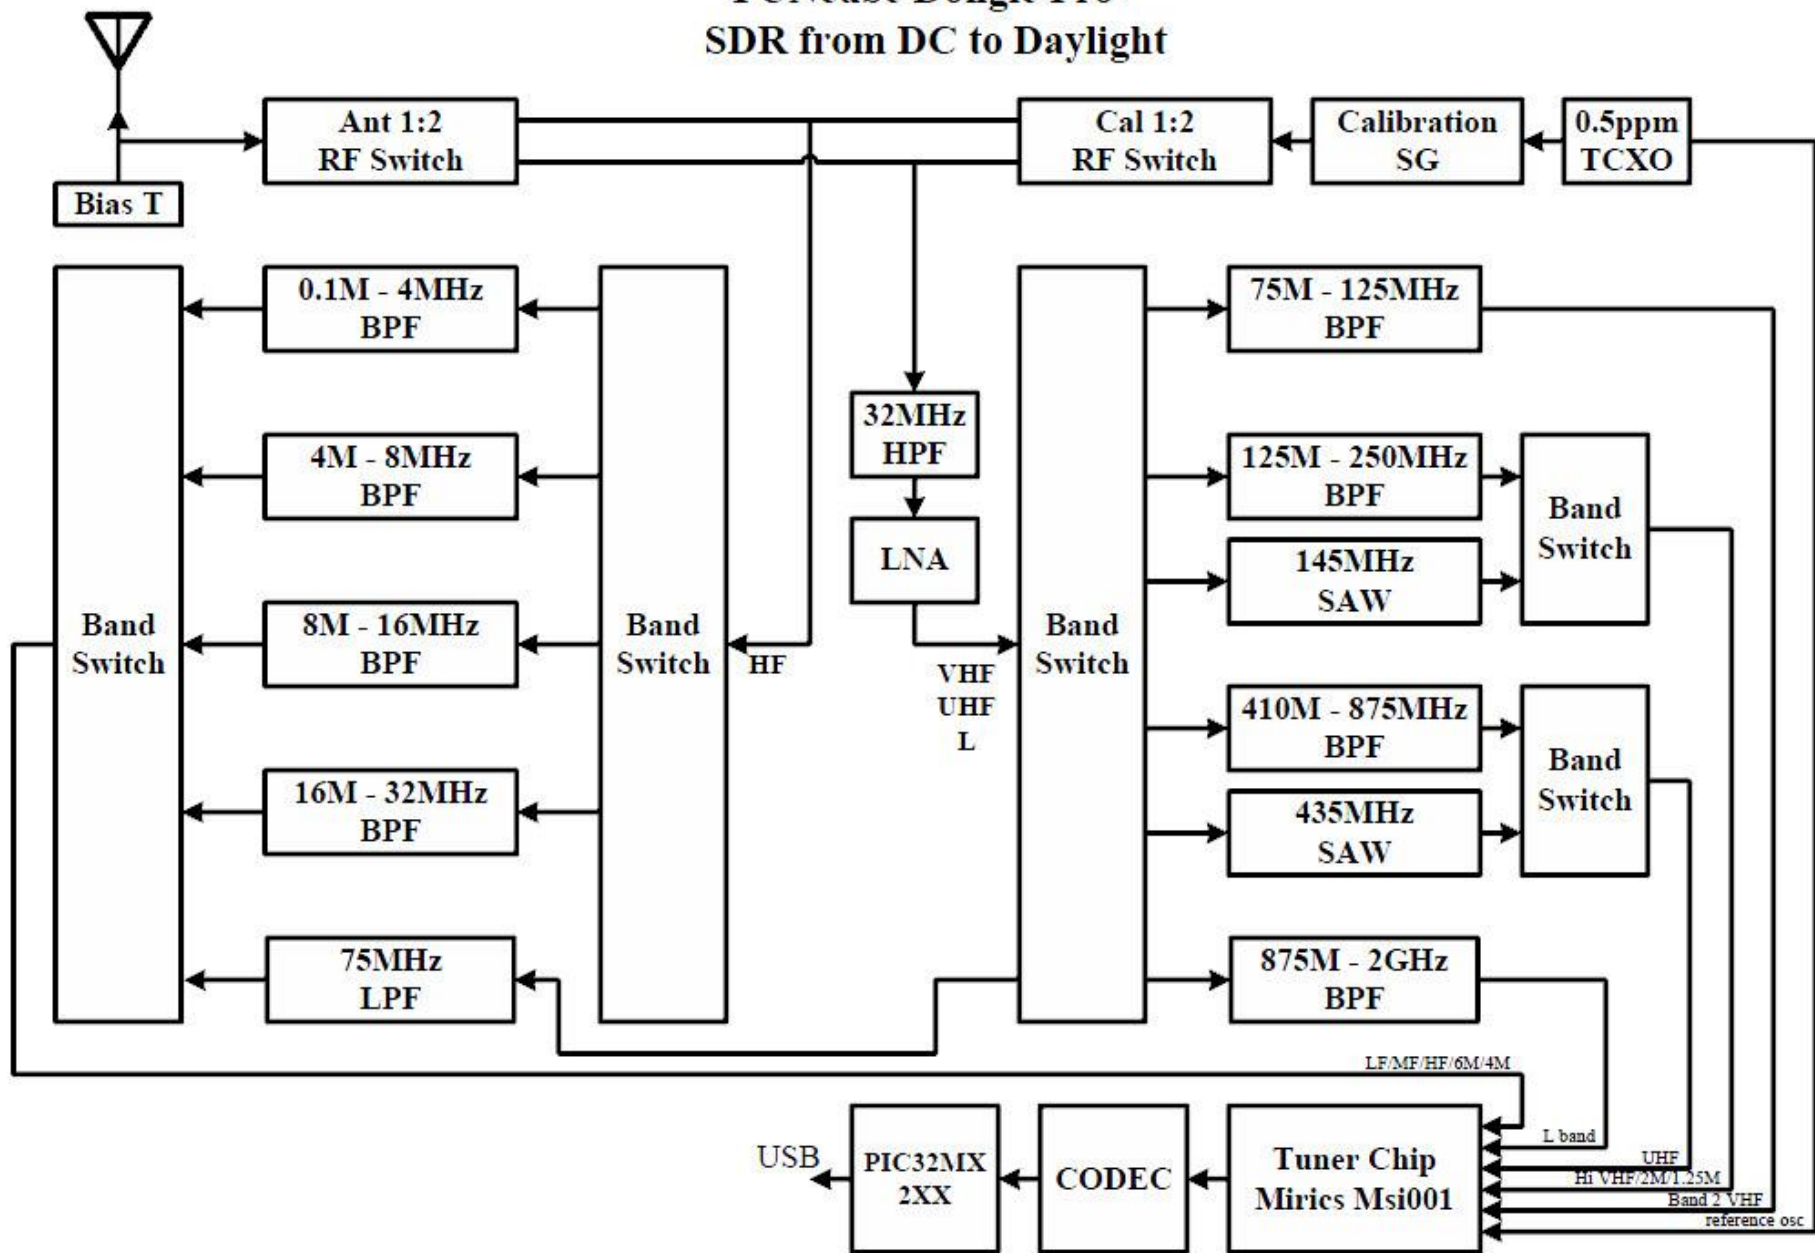 SDR from DC to Daylight
Ant 1:2
RF Switch
Cal 1:2
RF Switch
Calibration
SG
0.5ppm
TCXO
Bias T
0.1M - 4MHz
BPF
75M - 125MHz
BPF
32MHz
HPF
4M - 8MHz
BPF
125M - 250MHz
BPF
Band
Switch
LNA
145MHz
SAW
Band
Switch
8M - 16MHz
BPF
Band
Switch
HF
VHF
UHF
L
Band
Switch
410M - 875MHz
BPF
Band
Switch
16M - 32MHz
BPF
435MHz
SAW
75MHz
LPF
875M - 2GHz
BPF
LF/MF/HF/6M/4M
L band
UHF
Hi VHF/2M/1.25M
Band 2 VHF
reference osc
USB
PIC32MX
2XX
CODEC
Tuner Chip
Mirics Msi001